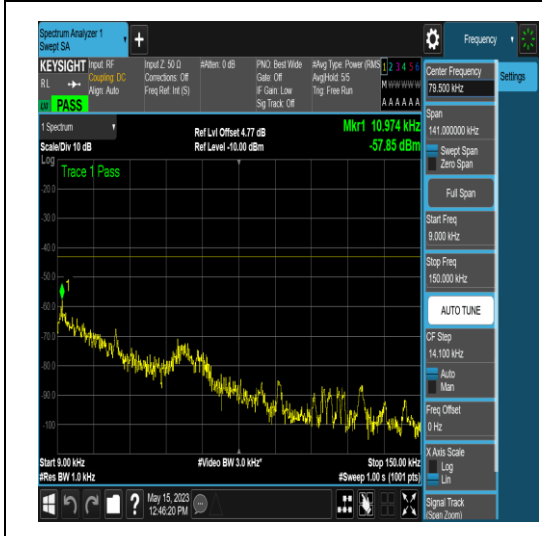 Spectrum Analyzer 1
Swept SA
Frequency
KEYSIGHT
RL
Input: RF
Coupling: DC
Align: Auto
Input Z: 50 Ω
Corrections: Off
Freq Ref: Int (S)
#Atten: 0 dB
PNO: Best Wide
Gate: Off
IF Gain: Low
Sig Track: Off
#Avg Type: Power (RMS
Avg|Hold: 5/5
Trig: Free Run
1 2 3 4 5 6
M W W W W W
A A A A A A
PASS
1 Spectrum
Scale/Div 10 dB
Ref Lvl Offset 4.77 dB
Ref Level -10.00 dBm
Mkr1 10.974 kHz
-57.85 dBm
Log
Trace 1 Pass
-20.0
-30.0
-40.0
-50.0
-60.0
-70.0
-80.0
-90.0
-100
1
Start 9.00 kHz
#Res BW 1.0 kHz
#Video BW 3.0 kHz*
Stop 150.00 kHz
#Sweep 1.00 s (1001 pts)
May 15, 2023
12:46:20 PM
Center Frequency
79.500 kHz
Settings
Span
141.000000 kHz
Swept Span
Zero Span
Full Span
Start Freq
9.000 kHz
Stop Freq
150.000 kHz
AUTO TUNE
CF Step
14.100 kHz
Auto
Man
Freq Offset
0 Hz
X Axis Scale
Log
Lin
Signal Track
(Span Zoom)